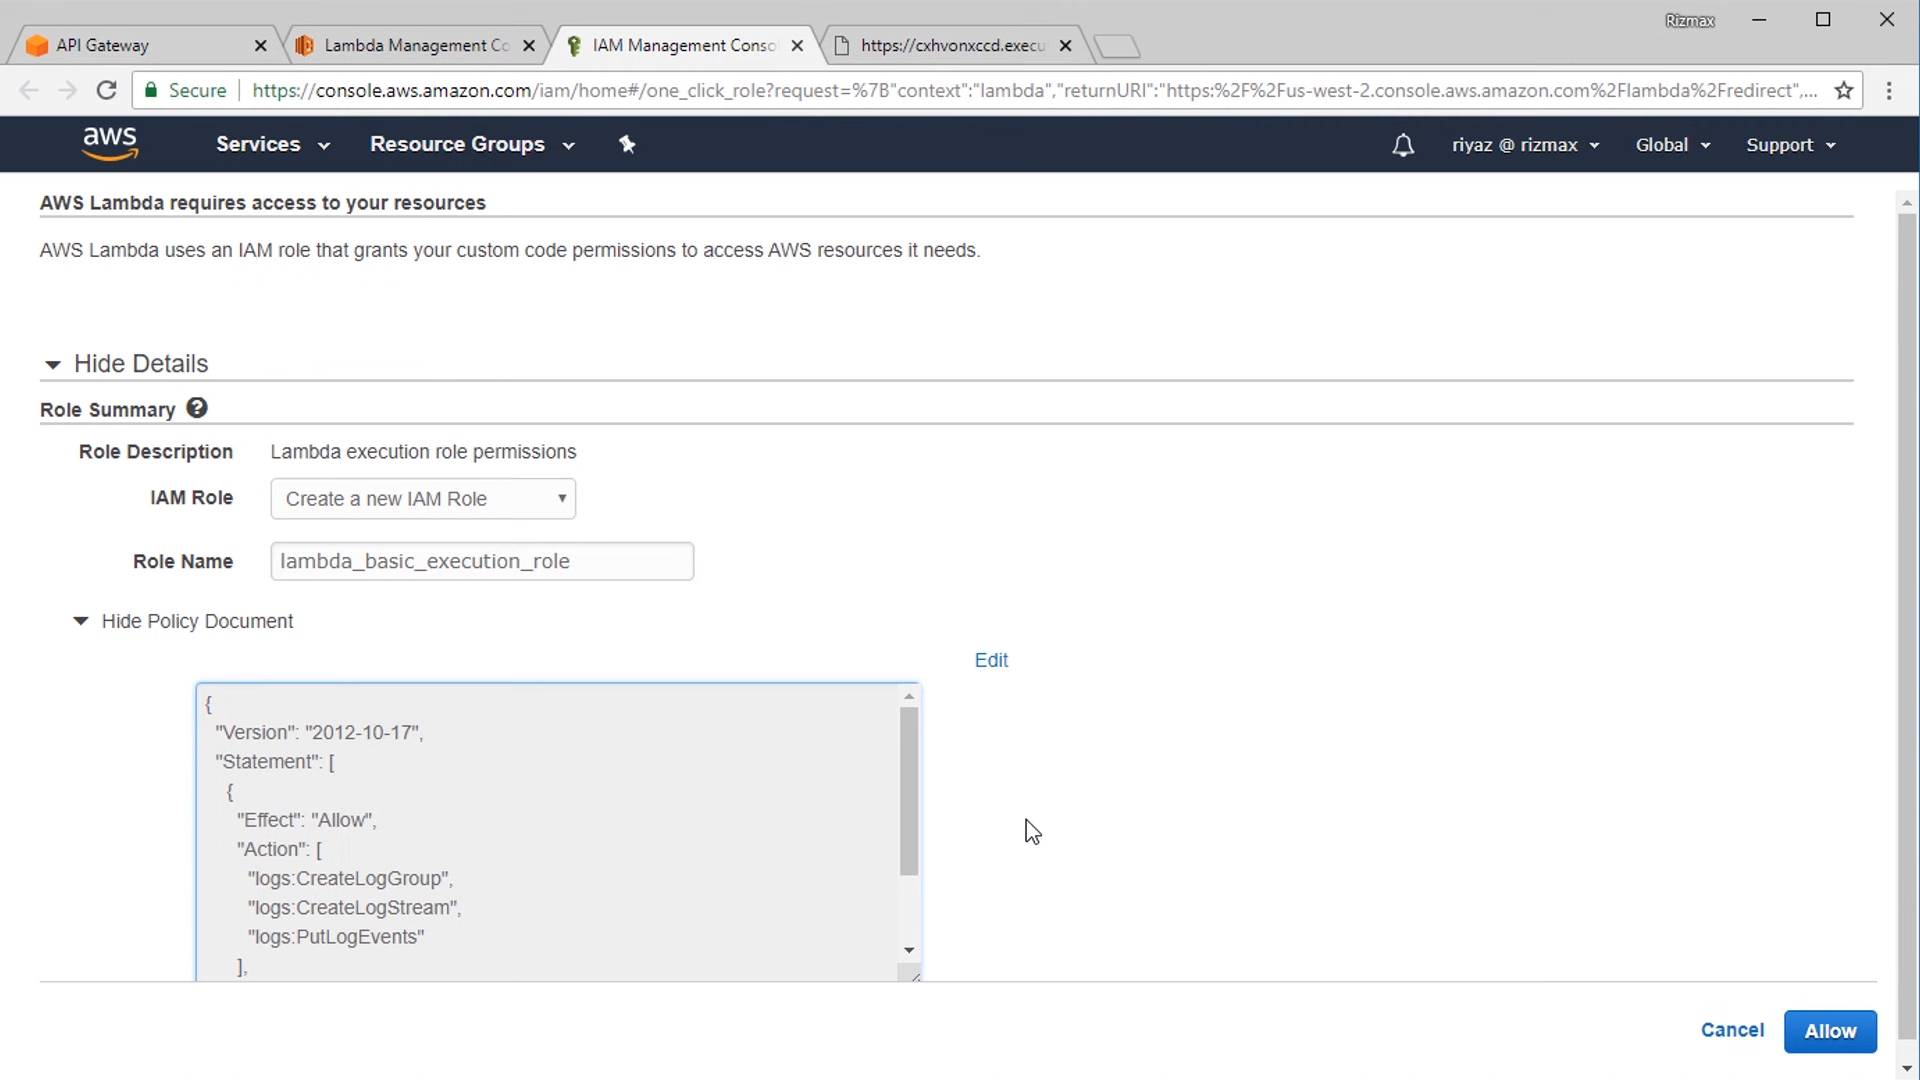 Rizmax
API Gateway
Lambda Management Co
IAM Management Conso
https://cxhvonxccd.execu
Secure
https://console.aws.amazon.com/iam/home#/one_click_role?request=%7B"context":"lambda","returnURI":"https:%2F%2Fus-west-2.console.aws.amazon.com%2Flambda%2Fredirect",...
aws
Services
Resource Groups
riyaz @ rizmax
Global
Support
AWS Lambda requires access to your resources
AWS Lambda uses an IAM role that grants your custom code permissions to access AWS resources it needs.
Hide Details
Role Summary ?
Role Description Lambda execution role permissions
IAM Role Create a new IAM Role
Role Name lambda_basic_execution_role
Hide Policy Document
Edit
{
"Version": "2012-10-17",
"Statement": [
{
"Effect": "Allow",
"Action": [
"logs:CreateLogGroup",
"logs:CreateLogStream",
"logs:PutLogEvents"
],
Cancel
Allow